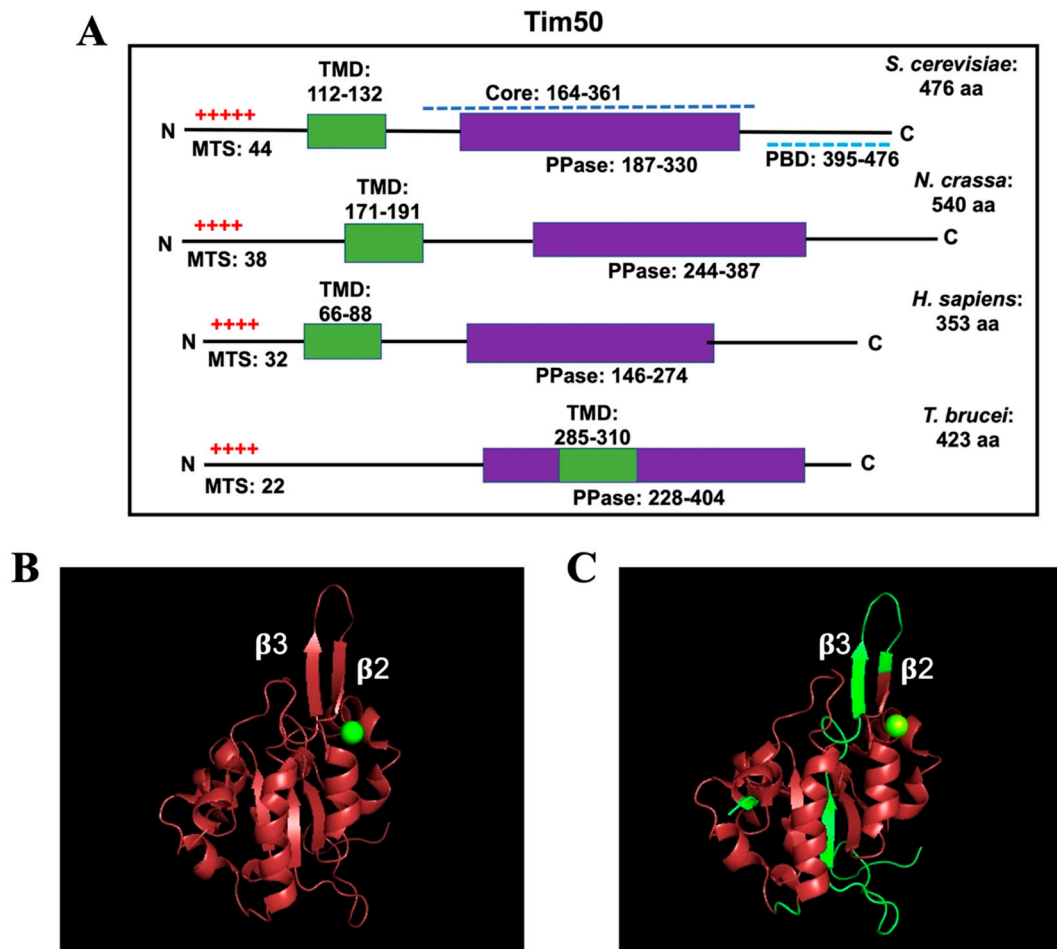 A
Tim50
S. cerevisiae:
476 aa
TMD:
112-132
Core: 164-361
+++++
N
C
MTS: 44
PPase: 187-330
PBD: 395-476
N. crassa:
540 aa
TMD:
171-191
++++
N
C
MTS: 38
PPase: 244-387
H. sapiens:
353 aa
TMD:
66-88
++++
N
C
MTS: 32
PPase: 146-274
T. brucei:
423 aa
TMD:
285-310
++++
N
C
MTS: 22
PPase: 228-404
B
β3
β2
C
β3
β2